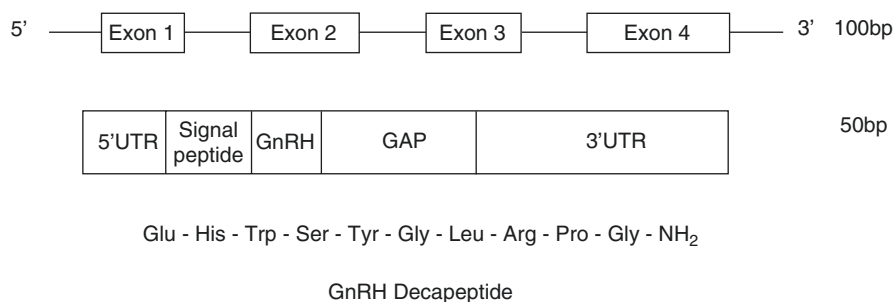 5’ Exon 1 Exon 2 Exon 3 Exon 4 3’ 100bp
5’UTR Signal peptide GnRH GAP 3’UTR 50bp
Glu - His - Trp - Ser - Tyr - Gly - Leu - Arg - Pro - Gly - NH₂
GnRH Decapeptide